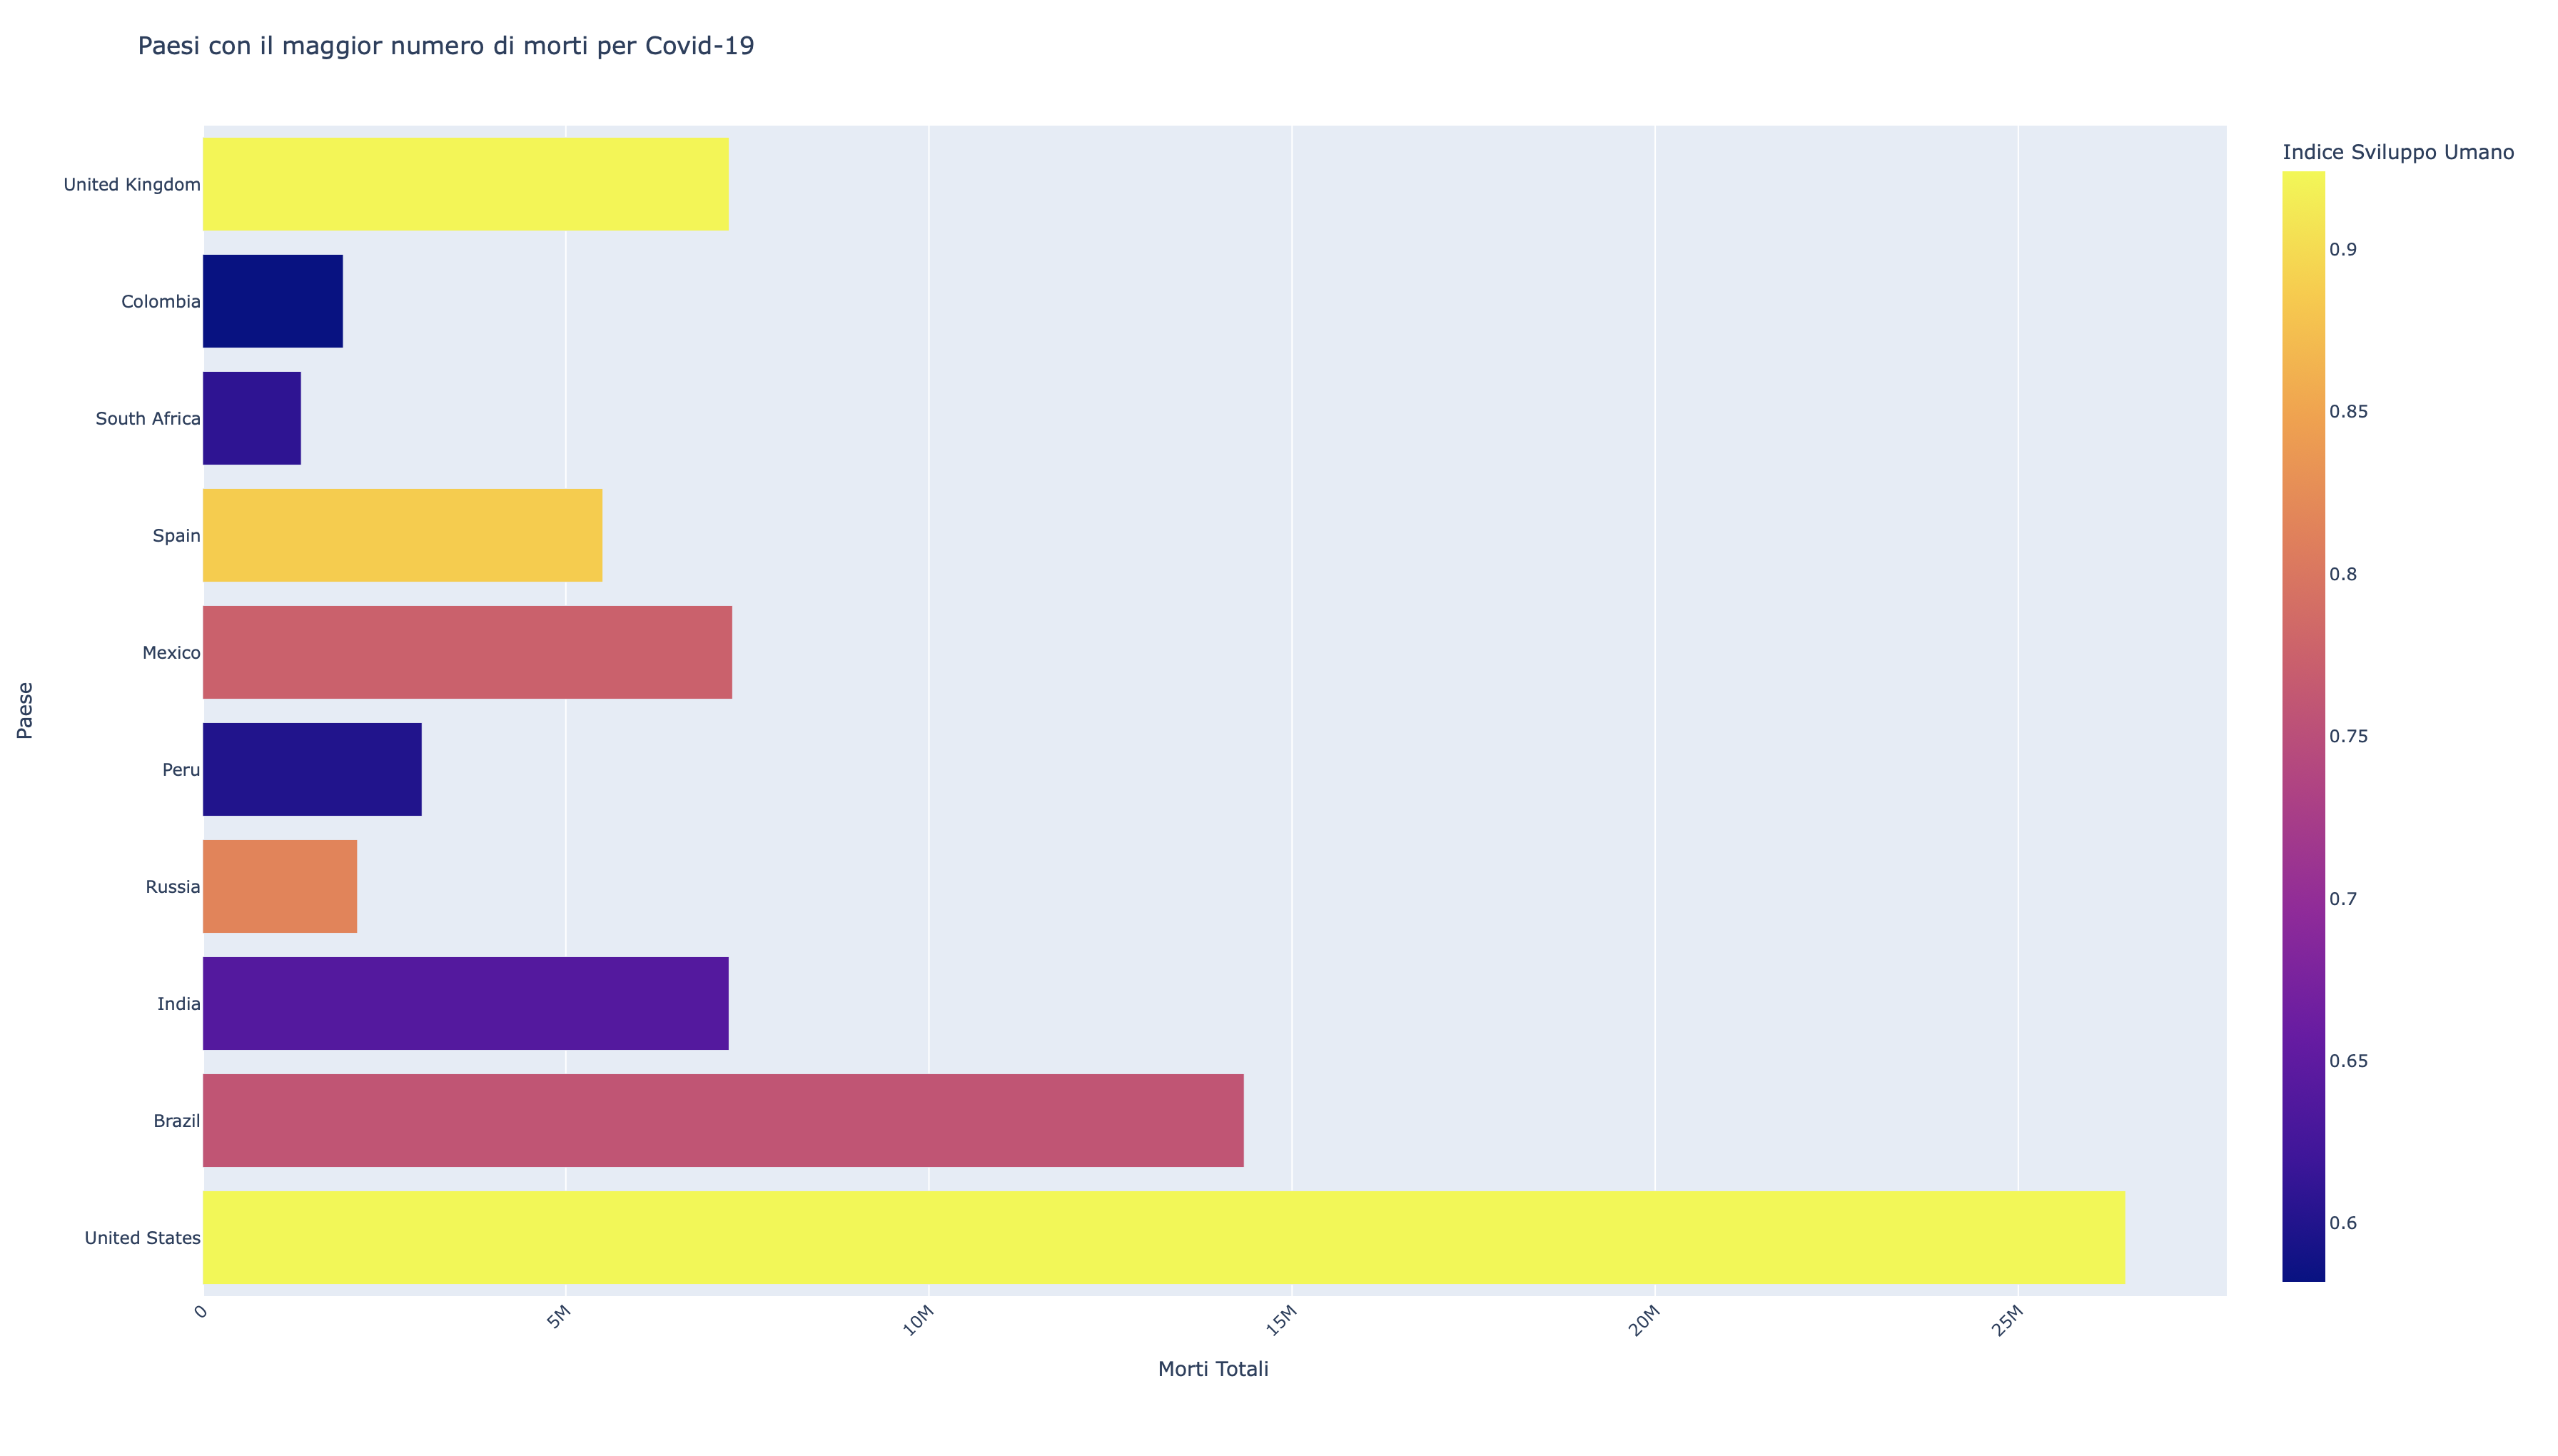 Paesi con il maggior numero di morti per Covid-19
Paese
United Kingdom
Colombia
South Africa
Spain
Mexico
Peru
Russia
India
Brazil
United States
0
5M
10M
15M
20M
25M
Morti Totali
Indice Sviluppo Umano
0.9
0.85
0.8
0.75
0.7
0.65
0.6